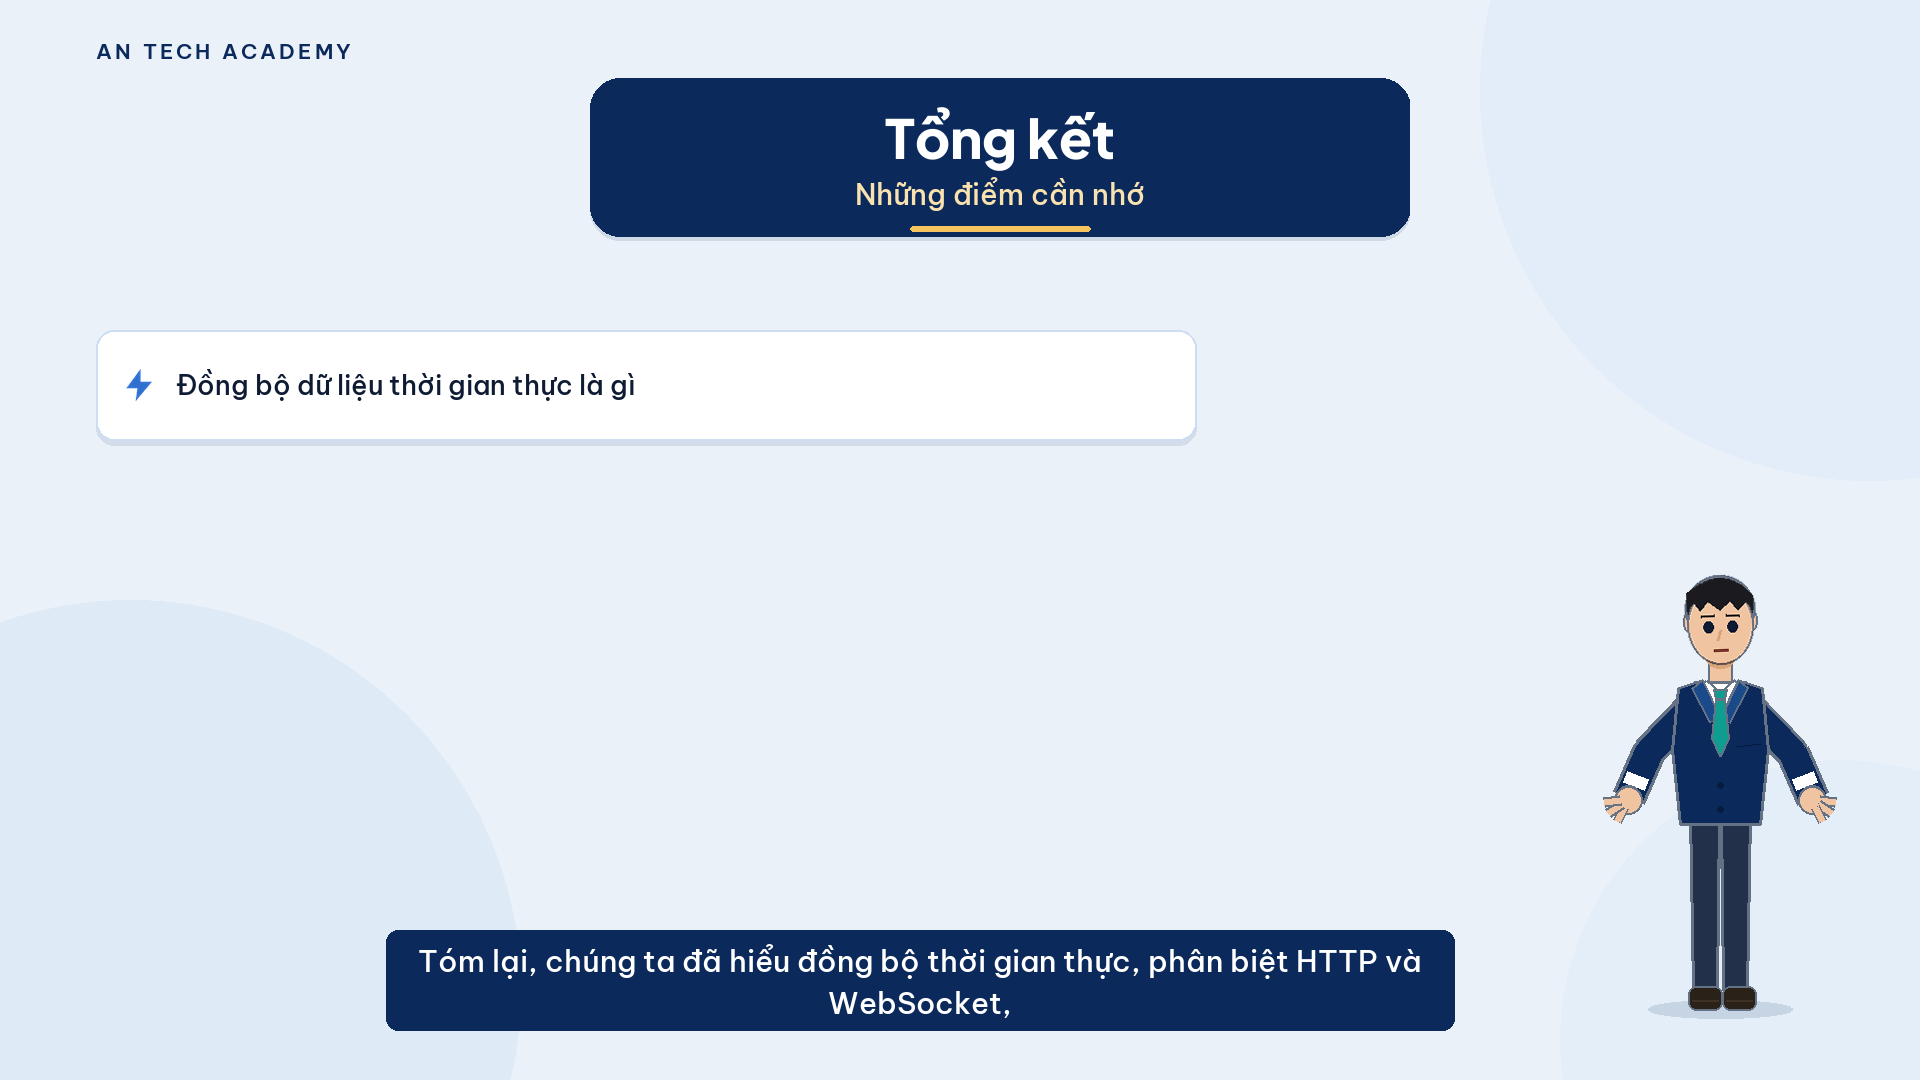 AN TECH ACADEMY
Tổng kết
Những điểm cần nhớ
Đồng bộ dữ liệu thời gian thực là gì
Tóm lại, chúng ta đã hiểu đồng bộ thời gian thực, phân biệt HTTP và
WebSocket,